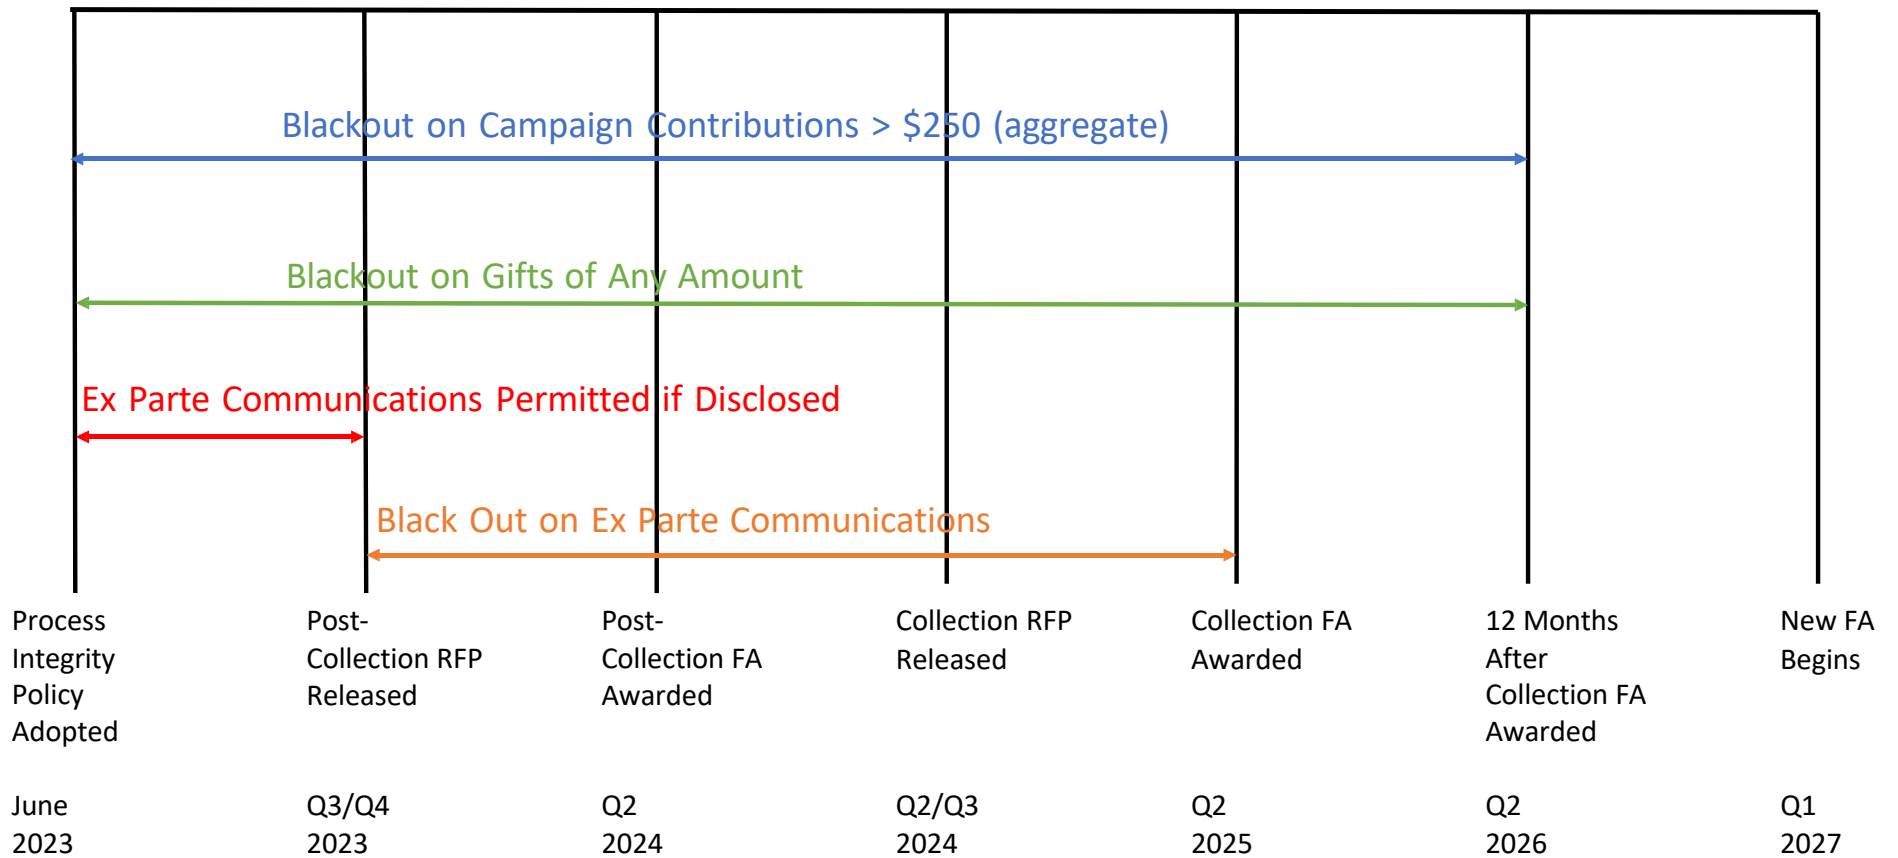 Blackout on Campaign Contributions > $250 (aggregate)
Blackout on Gifts of Any Amount
Ex Parte Communications Permitted if Disclosed
Black Out on Ex Parte Communications
Process
Integrity
Policy
Adopted
June
2023
Post-
Collection RFP
Released
Q3/Q4
2023
Post-
Collection FA
Awarded
Q2
2024
Collection RFP
Released
Q2/Q3
2024
Collection FA
Awarded
Q2
2025
12 Months
After
Collection FA
Awarded
Q2
2026
New FA
Begins
Q1
2027